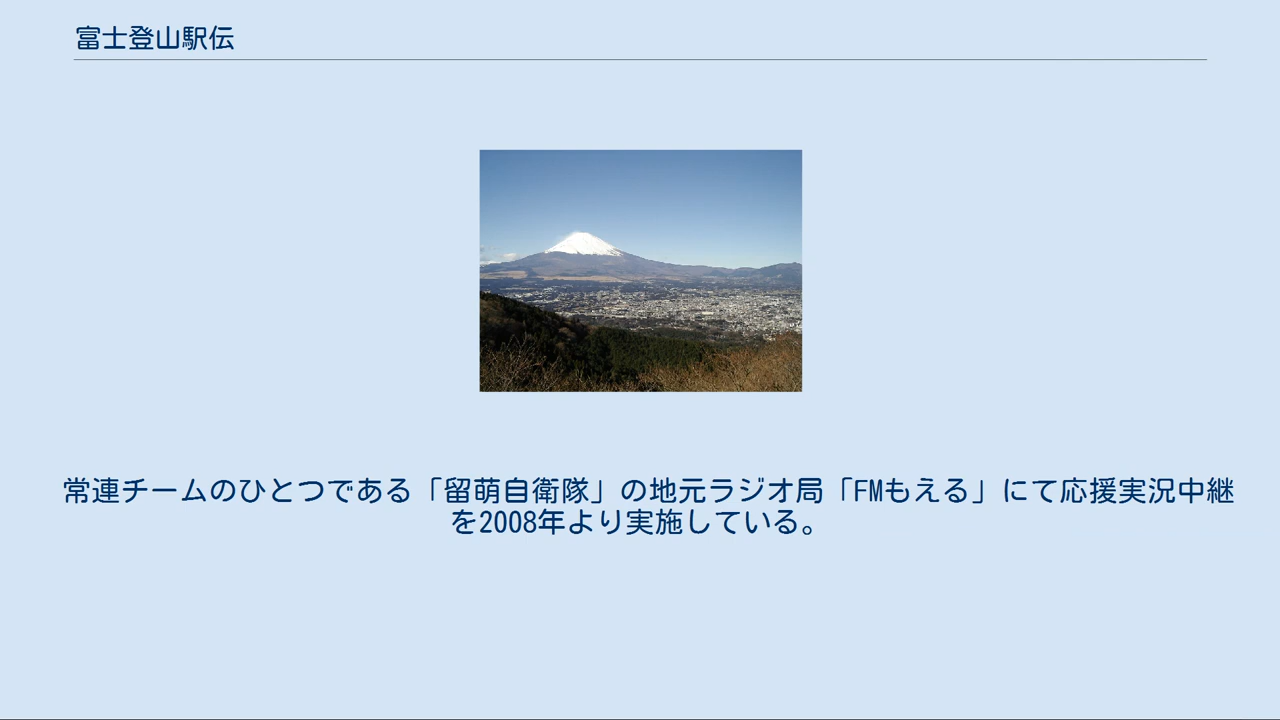 富士登山駅伝
常連チームのひとつである「留萌自衛隊」の地元ラジオ局「FMもえる」にて応援実況中継
を2008年より実施している。